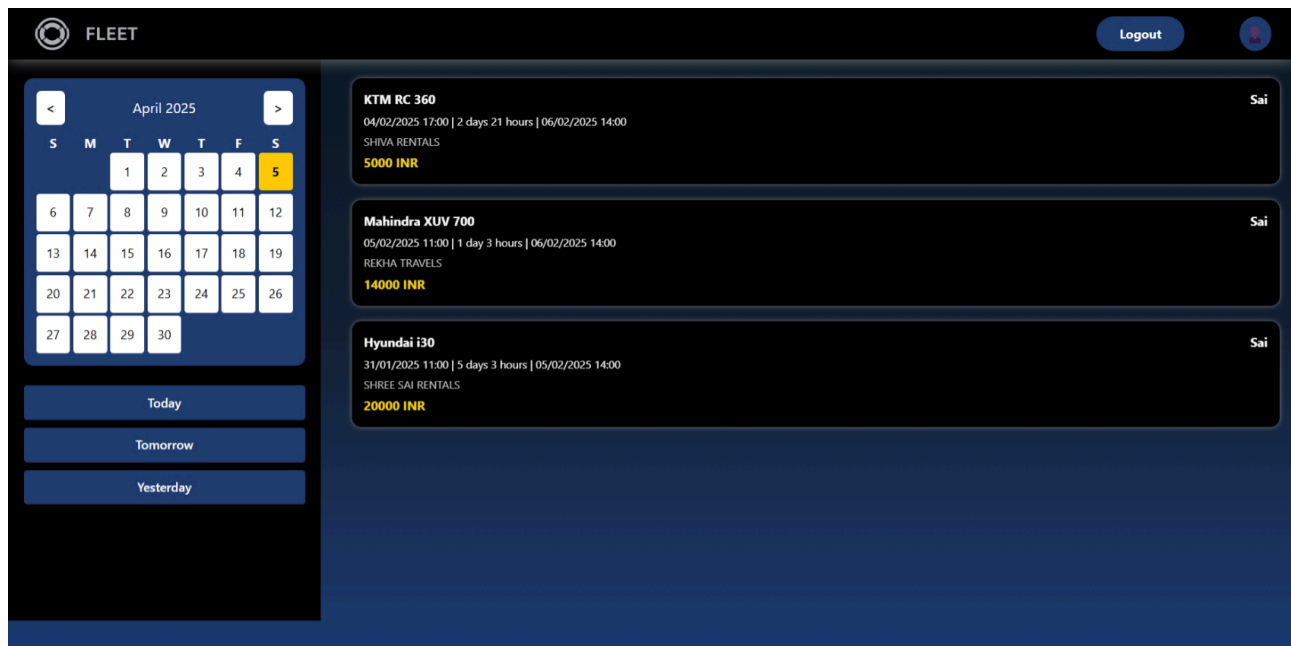 FLEET
Logout
< April 2025 >
S M T W T F S
1 2 3 4 5
6 7 8 9 10 11 12
13 14 15 16 17 18 19
20 21 22 23 24 25 26
27 28 29 30
Today
Tomorrow
Yesterday
KTM RC 360 Sai
04/02/2025 17:00 | 2 days 21 hours | 06/02/2025 14:00
SHIVA RENTALS
5000 INR
Mahindra XUV 700 Sai
05/02/2025 11:00 | 1 day 3 hours | 06/02/2025 14:00
REKHA TRAVELS
14000 INR
Hyundai i30 Sai
31/01/2025 11:00 | 5 days 3 hours | 05/02/2025 14:00
SHREE SAI RENTALS
20000 INR